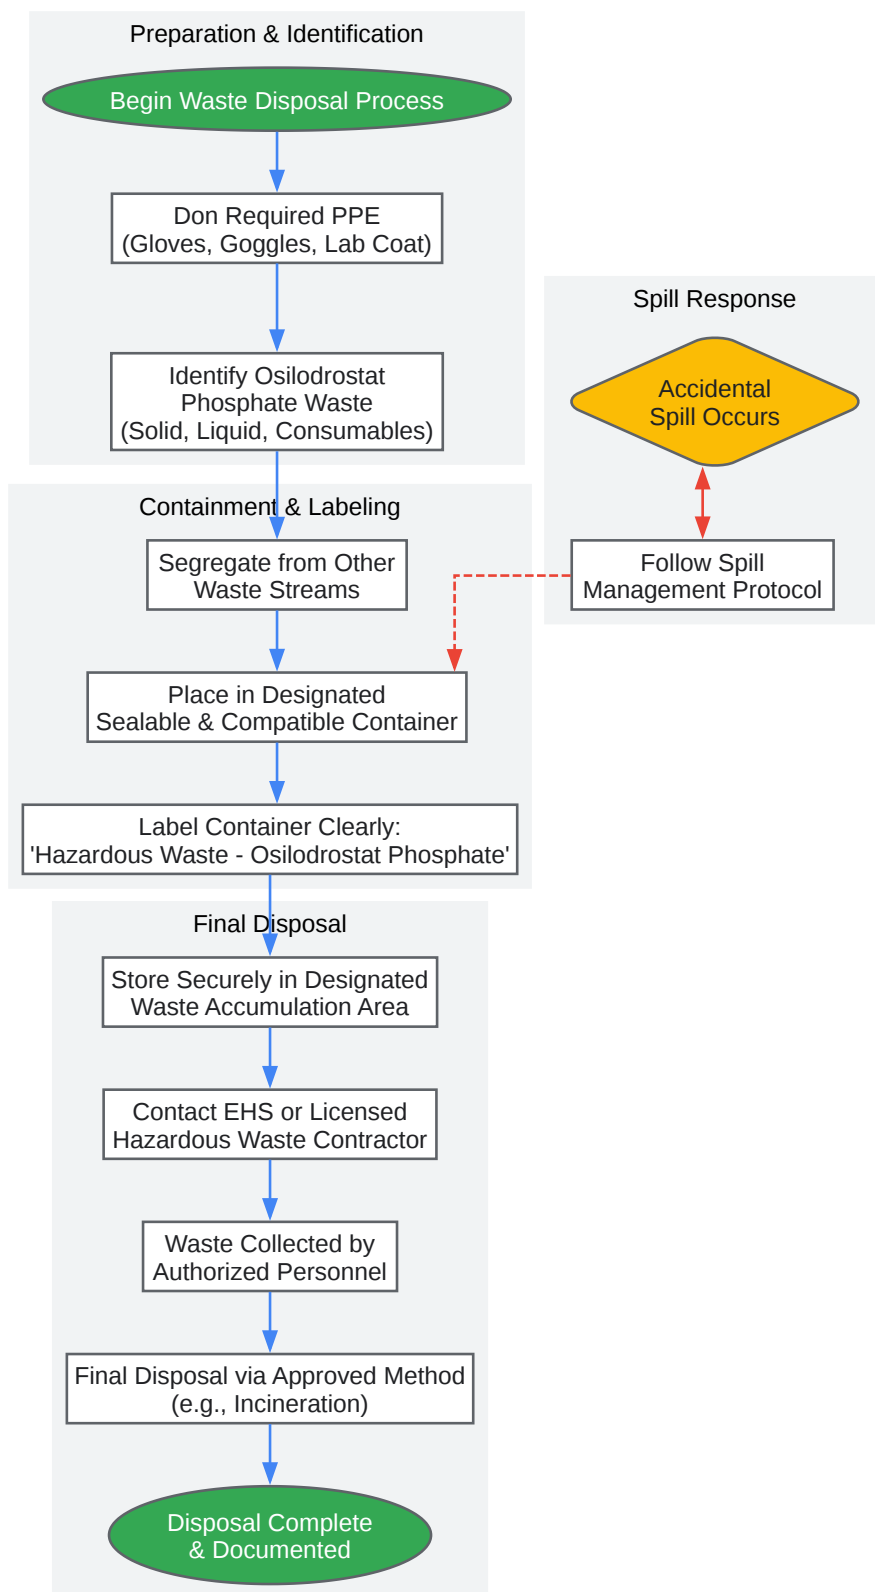 Preparation & Identification
Begin Waste Disposal Process
Don Required PPE
(Gloves, Goggles, Lab Coat)
Identify Osilodrostat
Phosphate Waste
(Solid, Liquid, Consumables)
Spill Response
Accidental
Spill Occurs
Follow Spill
Management Protocol
Containment & Labeling
Segregate from Other
Waste Streams
Place in Designated
Sealable & Compatible Container
Label Container Clearly:
'Hazardous Waste - Osilodrostat Phosphate'
Final Disposal
Store Securely in Designated
Waste Accumulation Area
Contact EHS or Licensed
Hazardous Waste Contractor
Waste Collected by
Authorized Personnel
Final Disposal via Approved Method
(e.g., Incineration)
Disposal Complete
& Documented